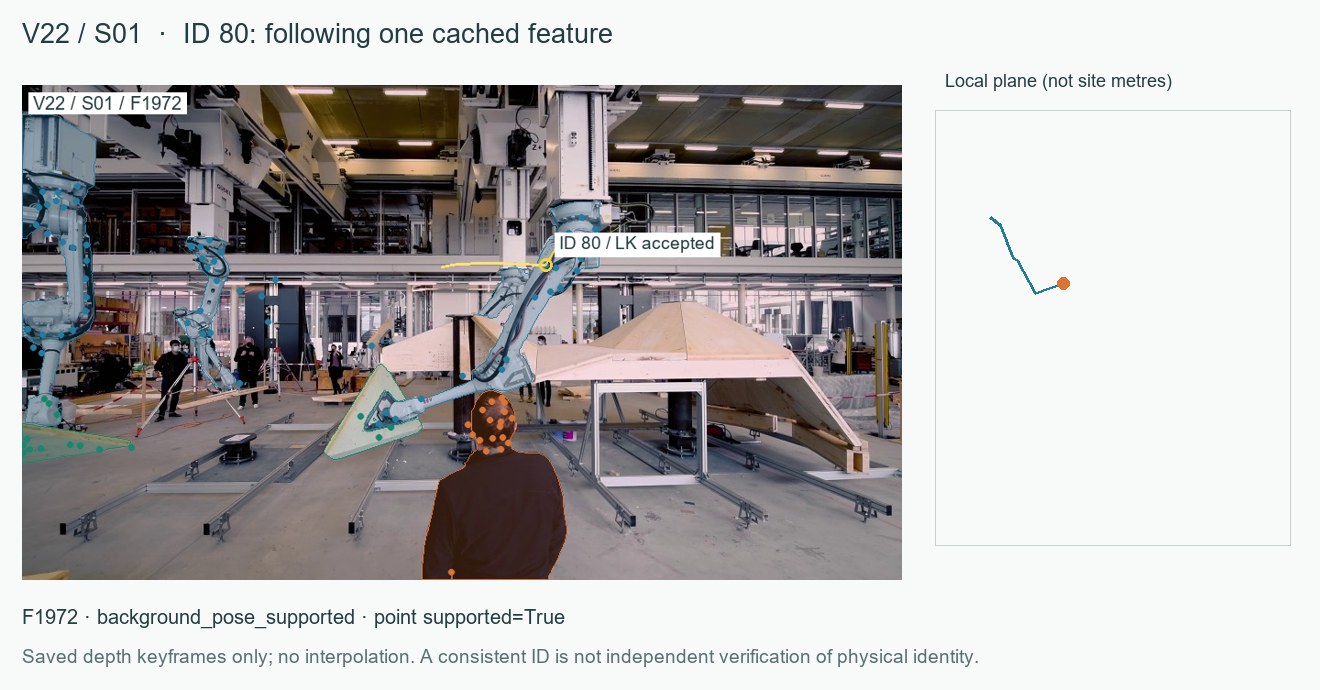 V22 / S01 · ID 80: following one cached feature
Local plane (not site metres)
V22 / S01 / F1972
Z+
ID 80 / LK accepted
F1972 · background_pose_supported · point supported=True
Saved depth keyframes only; no interpolation. A consistent ID is not independent verification of physical identity.